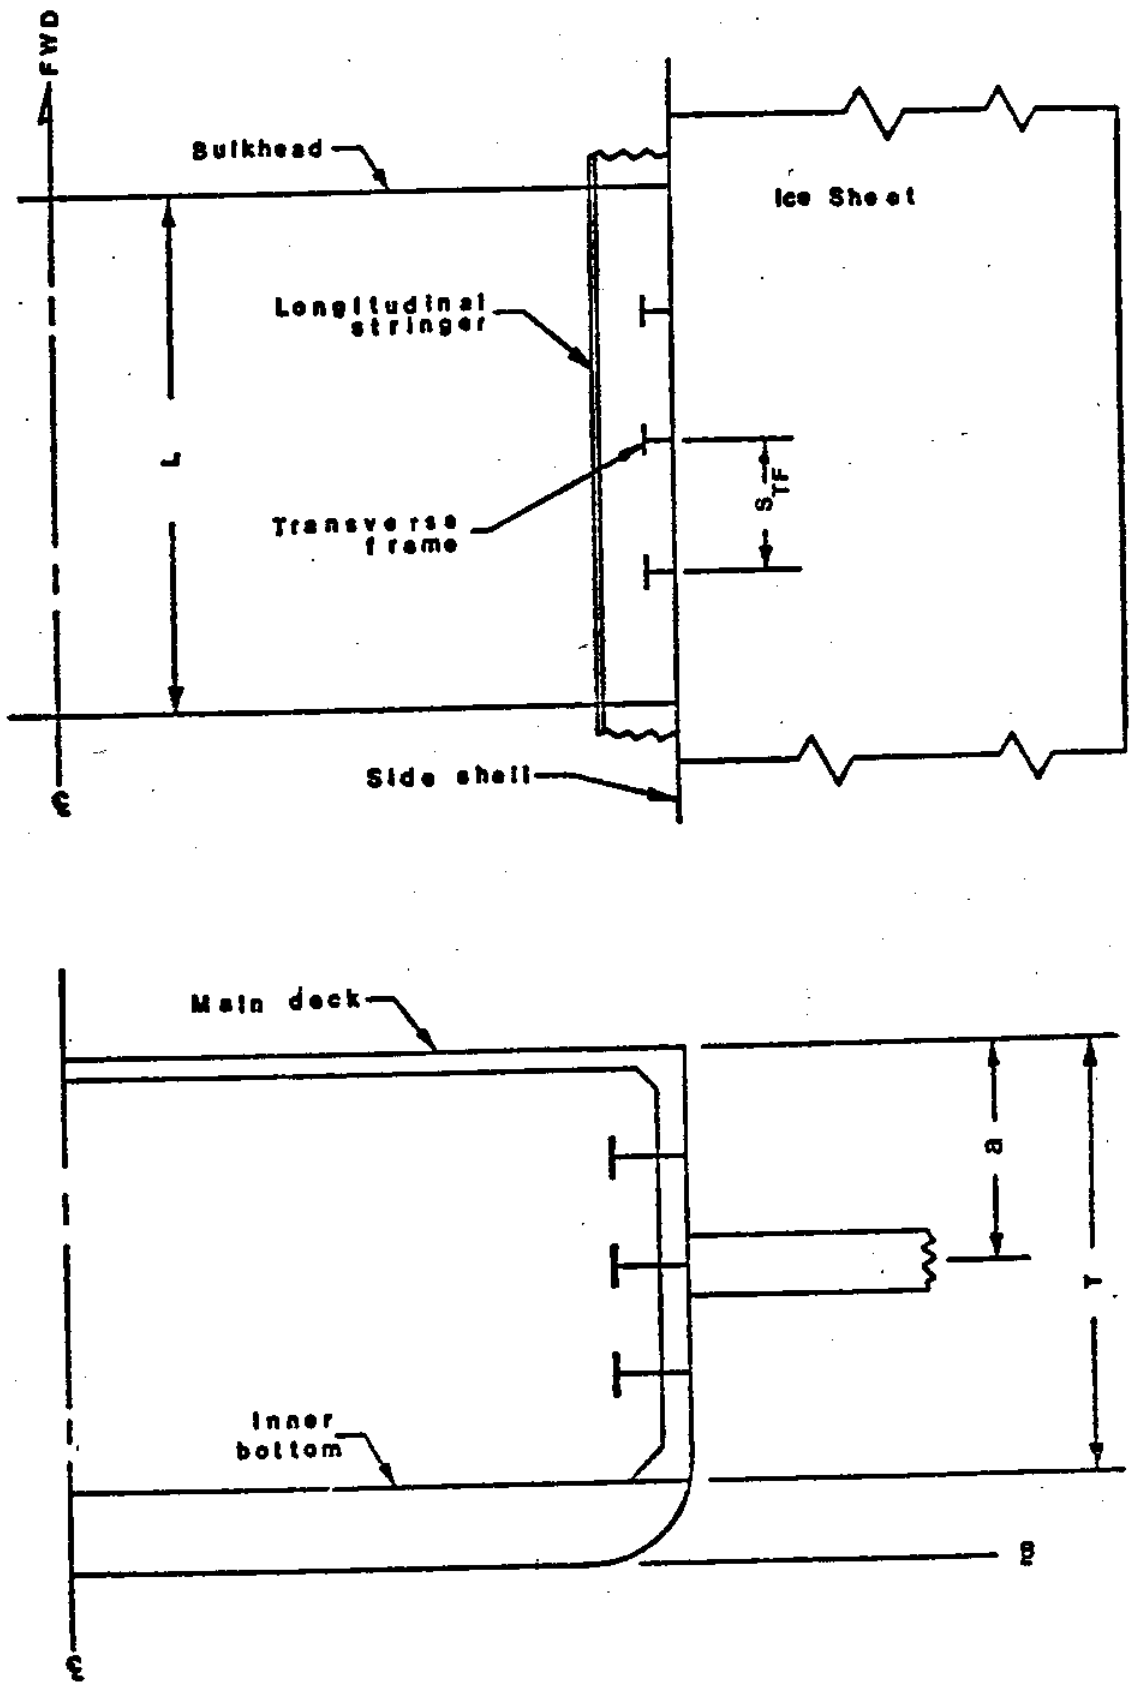 FWD
Bulkhead
Ice Sheet
Longitudinal
stringer
L
Transverse
frame
S
TF
Side shell
Main deck
a
T
Inner
bottom